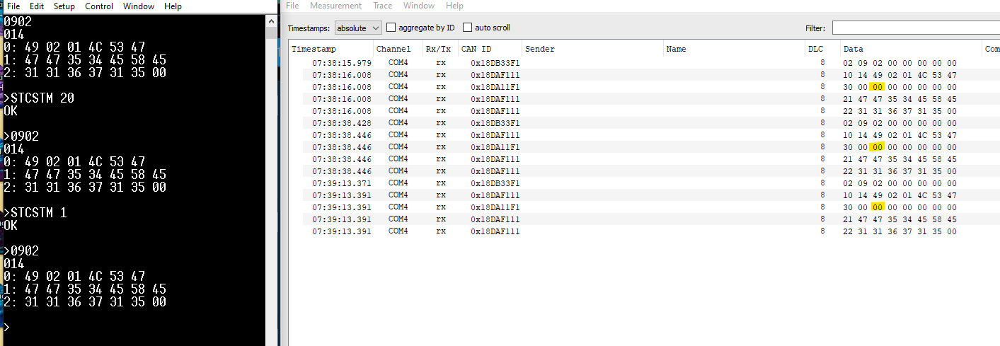 File Edit Setup Control Window Help
0902
014
0: 49 02 01 4C 53 47
1: 47 47 35 34 45 58 45
2: 31 31 36 37 31 35 00
>STCSTM 20
OK
>0902
014
0: 49 02 01 4C 53 47
1: 47 47 35 34 45 58 45
2: 31 31 36 37 31 35 00
>STCSTM 1
OK
>0902
014
0: 49 02 01 4C 53 47
1: 47 47 35 34 45 58 45
2: 31 31 36 37 31 35 00
>
File Measurement Trace Window Help
Timestamps: absolute aggregate by ID auto scroll Filter:
Timestamp Channel Rx/Tx CAN ID Sender Name DLC Data Com
07:38:15.979 COM4 rx 0x18DB33F1 8 02 09 02 00 00 00 00 00
07:38:16.008 COM4 rx 0x18DAF111 8 10 14 49 02 01 4C 53 47
07:38:16.008 COM4 rx 0x18DA11F1 8 30 00 00 00 00 00 00 00
07:38:16.008 COM4 rx 0x18DAF111 8 21 47 47 35 34 45 58 45
07:38:16.008 COM4 rx 0x18DAF111 8 22 31 31 36 37 31 35 00
07:38:38.428 COM4 rx 0x18DB33F1 8 02 09 02 00 00 00 00 00
07:38:38.446 COM4 rx 0x18DAF111 8 10 14 49 02 01 4C 53 47
07:38:38.446 COM4 rx 0x18DA11F1 8 30 00 00 00 00 00 00 00
07:38:38.446 COM4 rx 0x18DAF111 8 21 47 47 35 34 45 58 45
07:38:38.446 COM4 rx 0x18DAF111 8 22 31 31 36 37 31 35 00
07:39:13.371 COM4 rx 0x18DB33F1 8 02 09 02 00 00 00 00 00
07:39:13.391 COM4 rx 0x18DAF111 8 10 14 49 02 01 4C 53 47
07:39:13.391 COM4 rx 0x18DA11F1 8 30 00 00 00 00 00 00 00
07:39:13.391 COM4 rx 0x18DAF111 8 21 47 47 35 34 45 58 45
07:39:13.391 COM4 rx 0x18DAF111 8 22 31 31 36 37 31 35 00